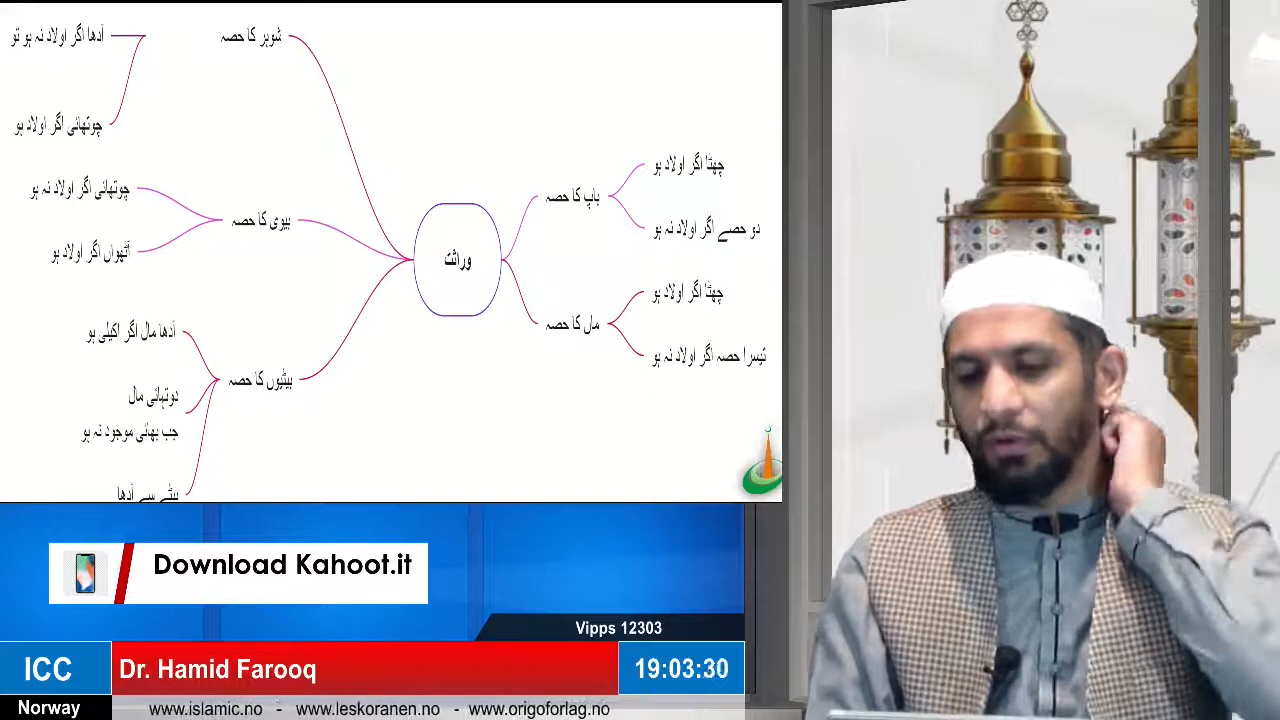 آدھا اگر اولاد نہ ہو تو
شوہر کا حصہ
چوتھائی اگر اولاد ہو
چوتھائی اگر اولاد نہ ہو
بیوی کا حصہ
آٹھواں اگر اولاد ہو
آدھا مال اگر اکیلی ہو
بیٹیوں کا حصہ
دوتہائی مال
جب بھائی موجود نہ ہو
بیٹے سے آدھا
وراثت
چھٹا اگر اولاد ہو
باپ کا حصہ
دو حصے اگر اولاد نہ ہو
چھٹا اگر اولاد ہو
ماں کا حصہ
تیسرا حصہ اگر اولاد نہ ہو
Download Kahoot.it
Vipps 12303
ICC
Dr. Hamid Farooq
19:03:30
Norway
www.islamic.no - www.leskoranen.no - www.origoforlag.no